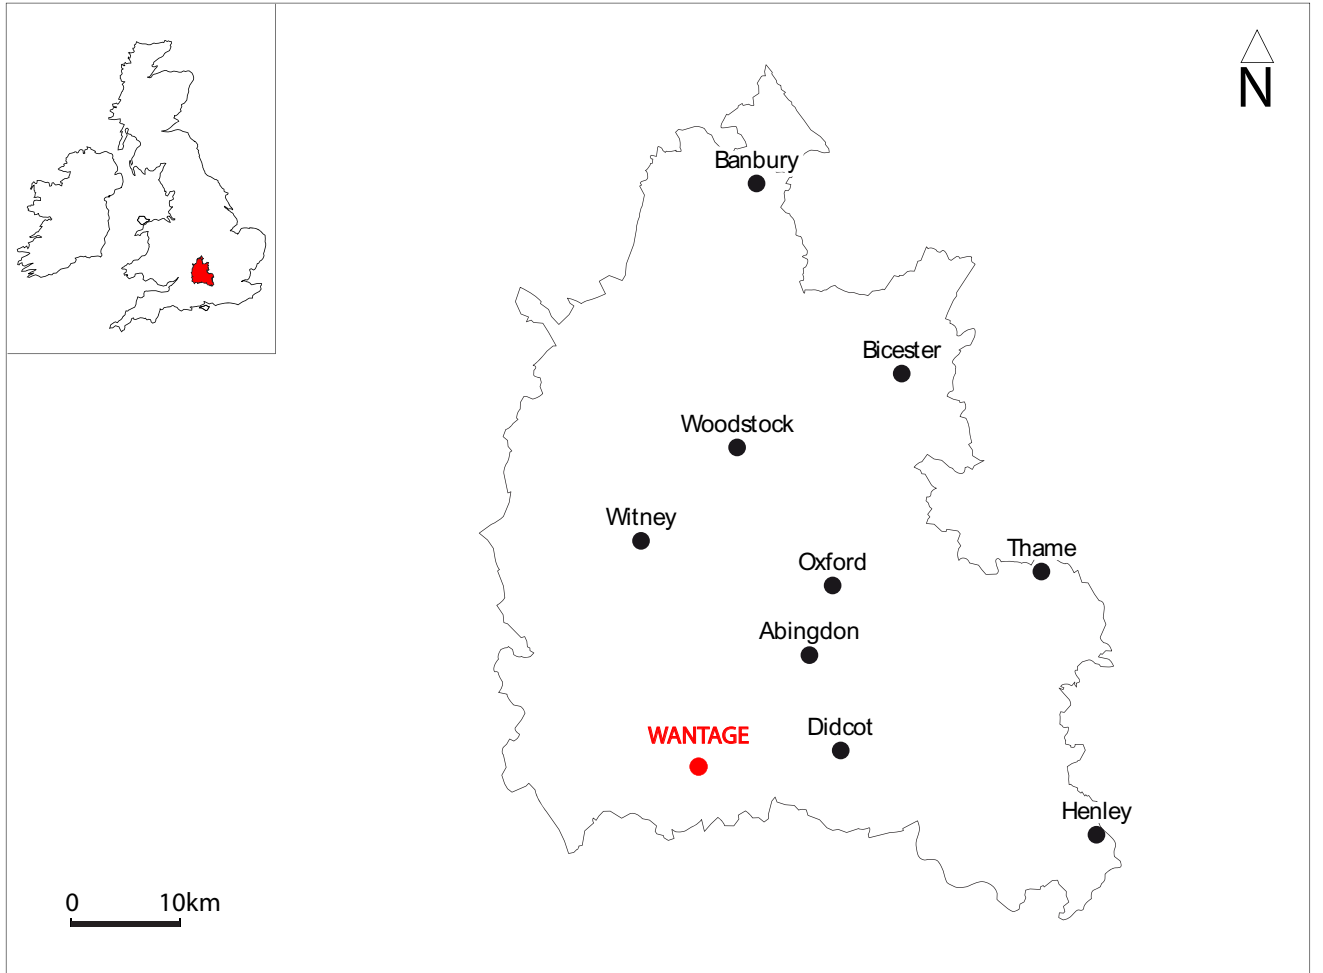 N
Banbury
Bicester
Woodstock
Witney
Thame
Oxford
Abingdon
Didcot
WANTAGE
Henley
0 10km